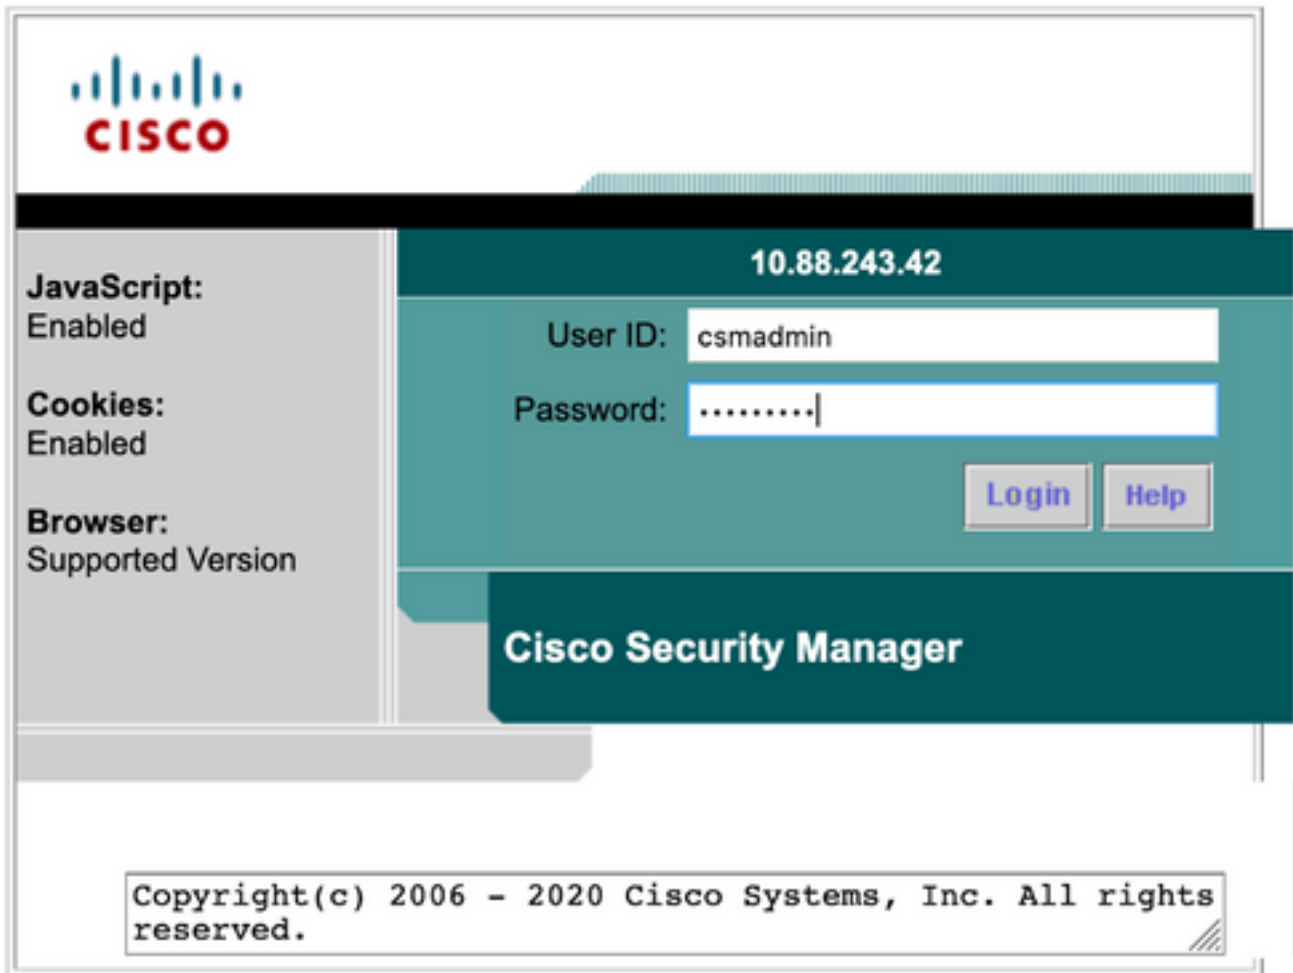 CISCO
10.88.243.42
JavaScript:
Enabled
Cookies:
Enabled
Browser:
Supported Version
User ID: csmadmin
Password: •••••••••
Login Help
Cisco Security Manager
Copyright(c) 2006 - 2020 Cisco Systems, Inc. All rights
reserved.